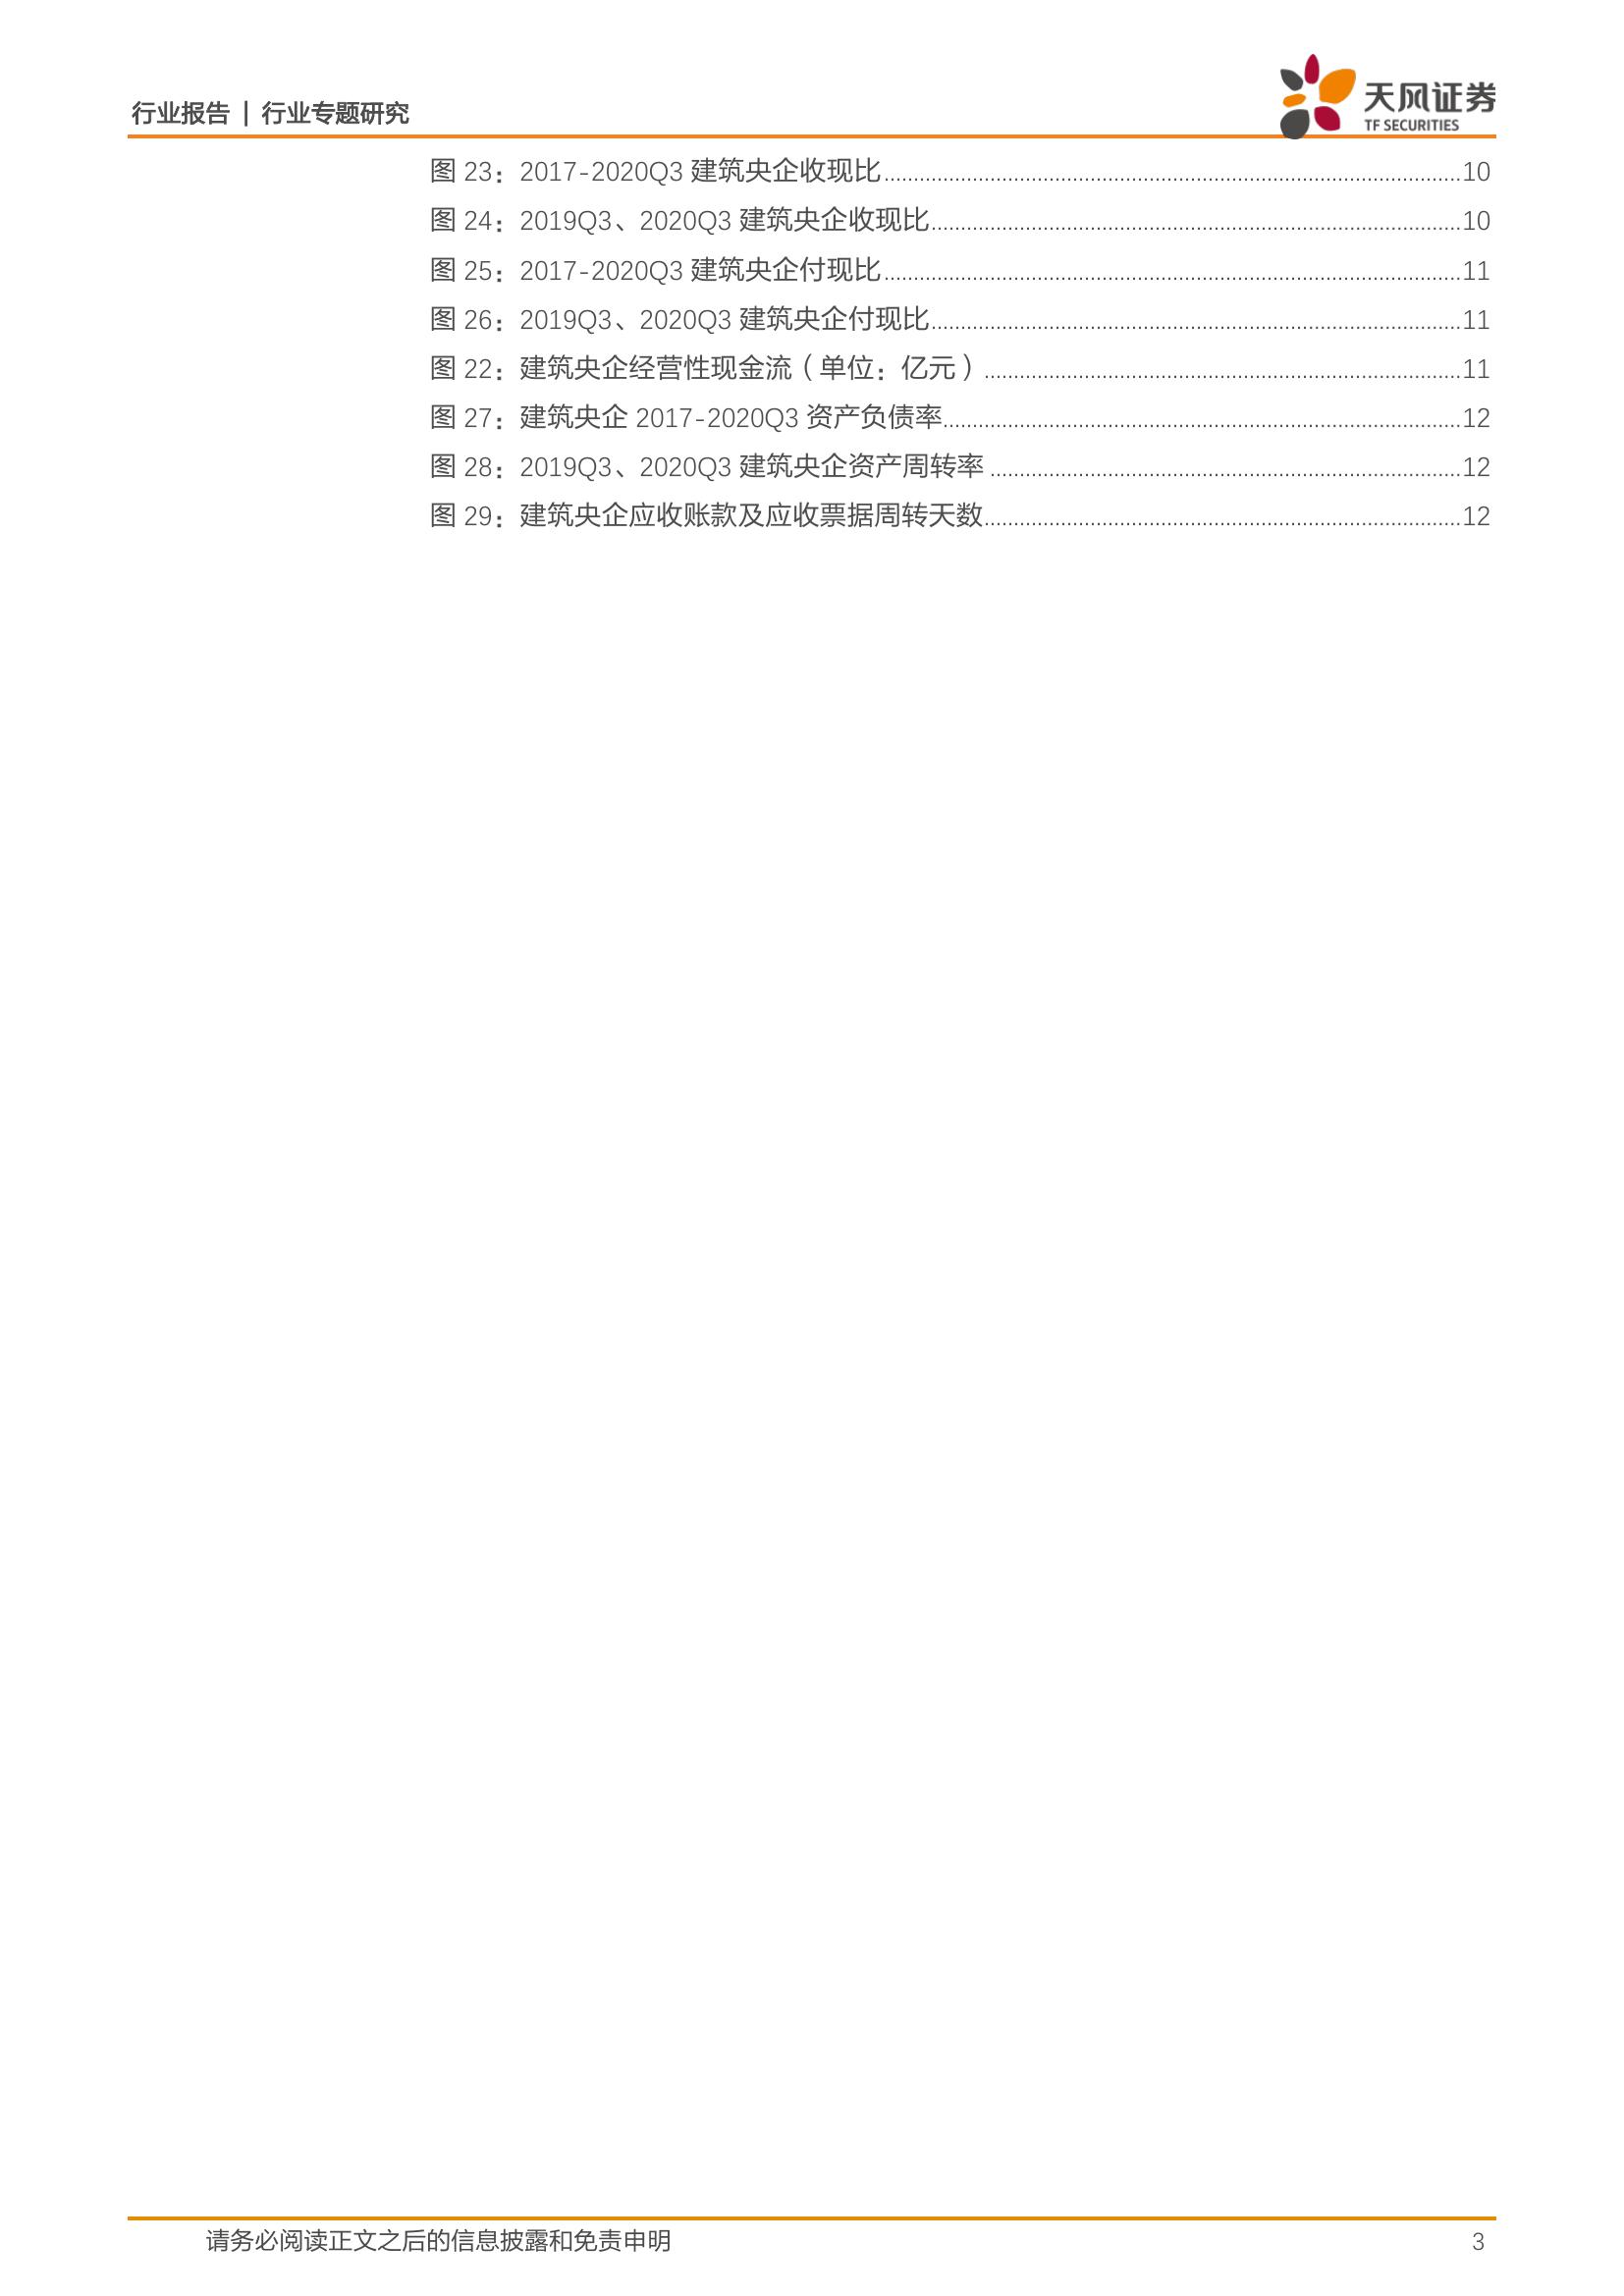 行业报告 | 行业专题研究
天风证券
TF SECURITIES
图 23：2017-2020Q3 建筑央企收现比 10
图 24：2019Q3、2020Q3 建筑央企收现比 10
图 25：2017-2020Q3 建筑央企付现比 11
图 26：2019Q3、2020Q3 建筑央企付现比 11
图 22：建筑央企经营性现金流（单位：亿元） 11
图 27：建筑央企 2017-2020Q3 资产负债率 12
图 28：2019Q3、2020Q3 建筑央企资产周转率 12
图 29：建筑央企应收账款及应收票据周转天数 12
请务必阅读正文之后的信息披露和免责申明 3